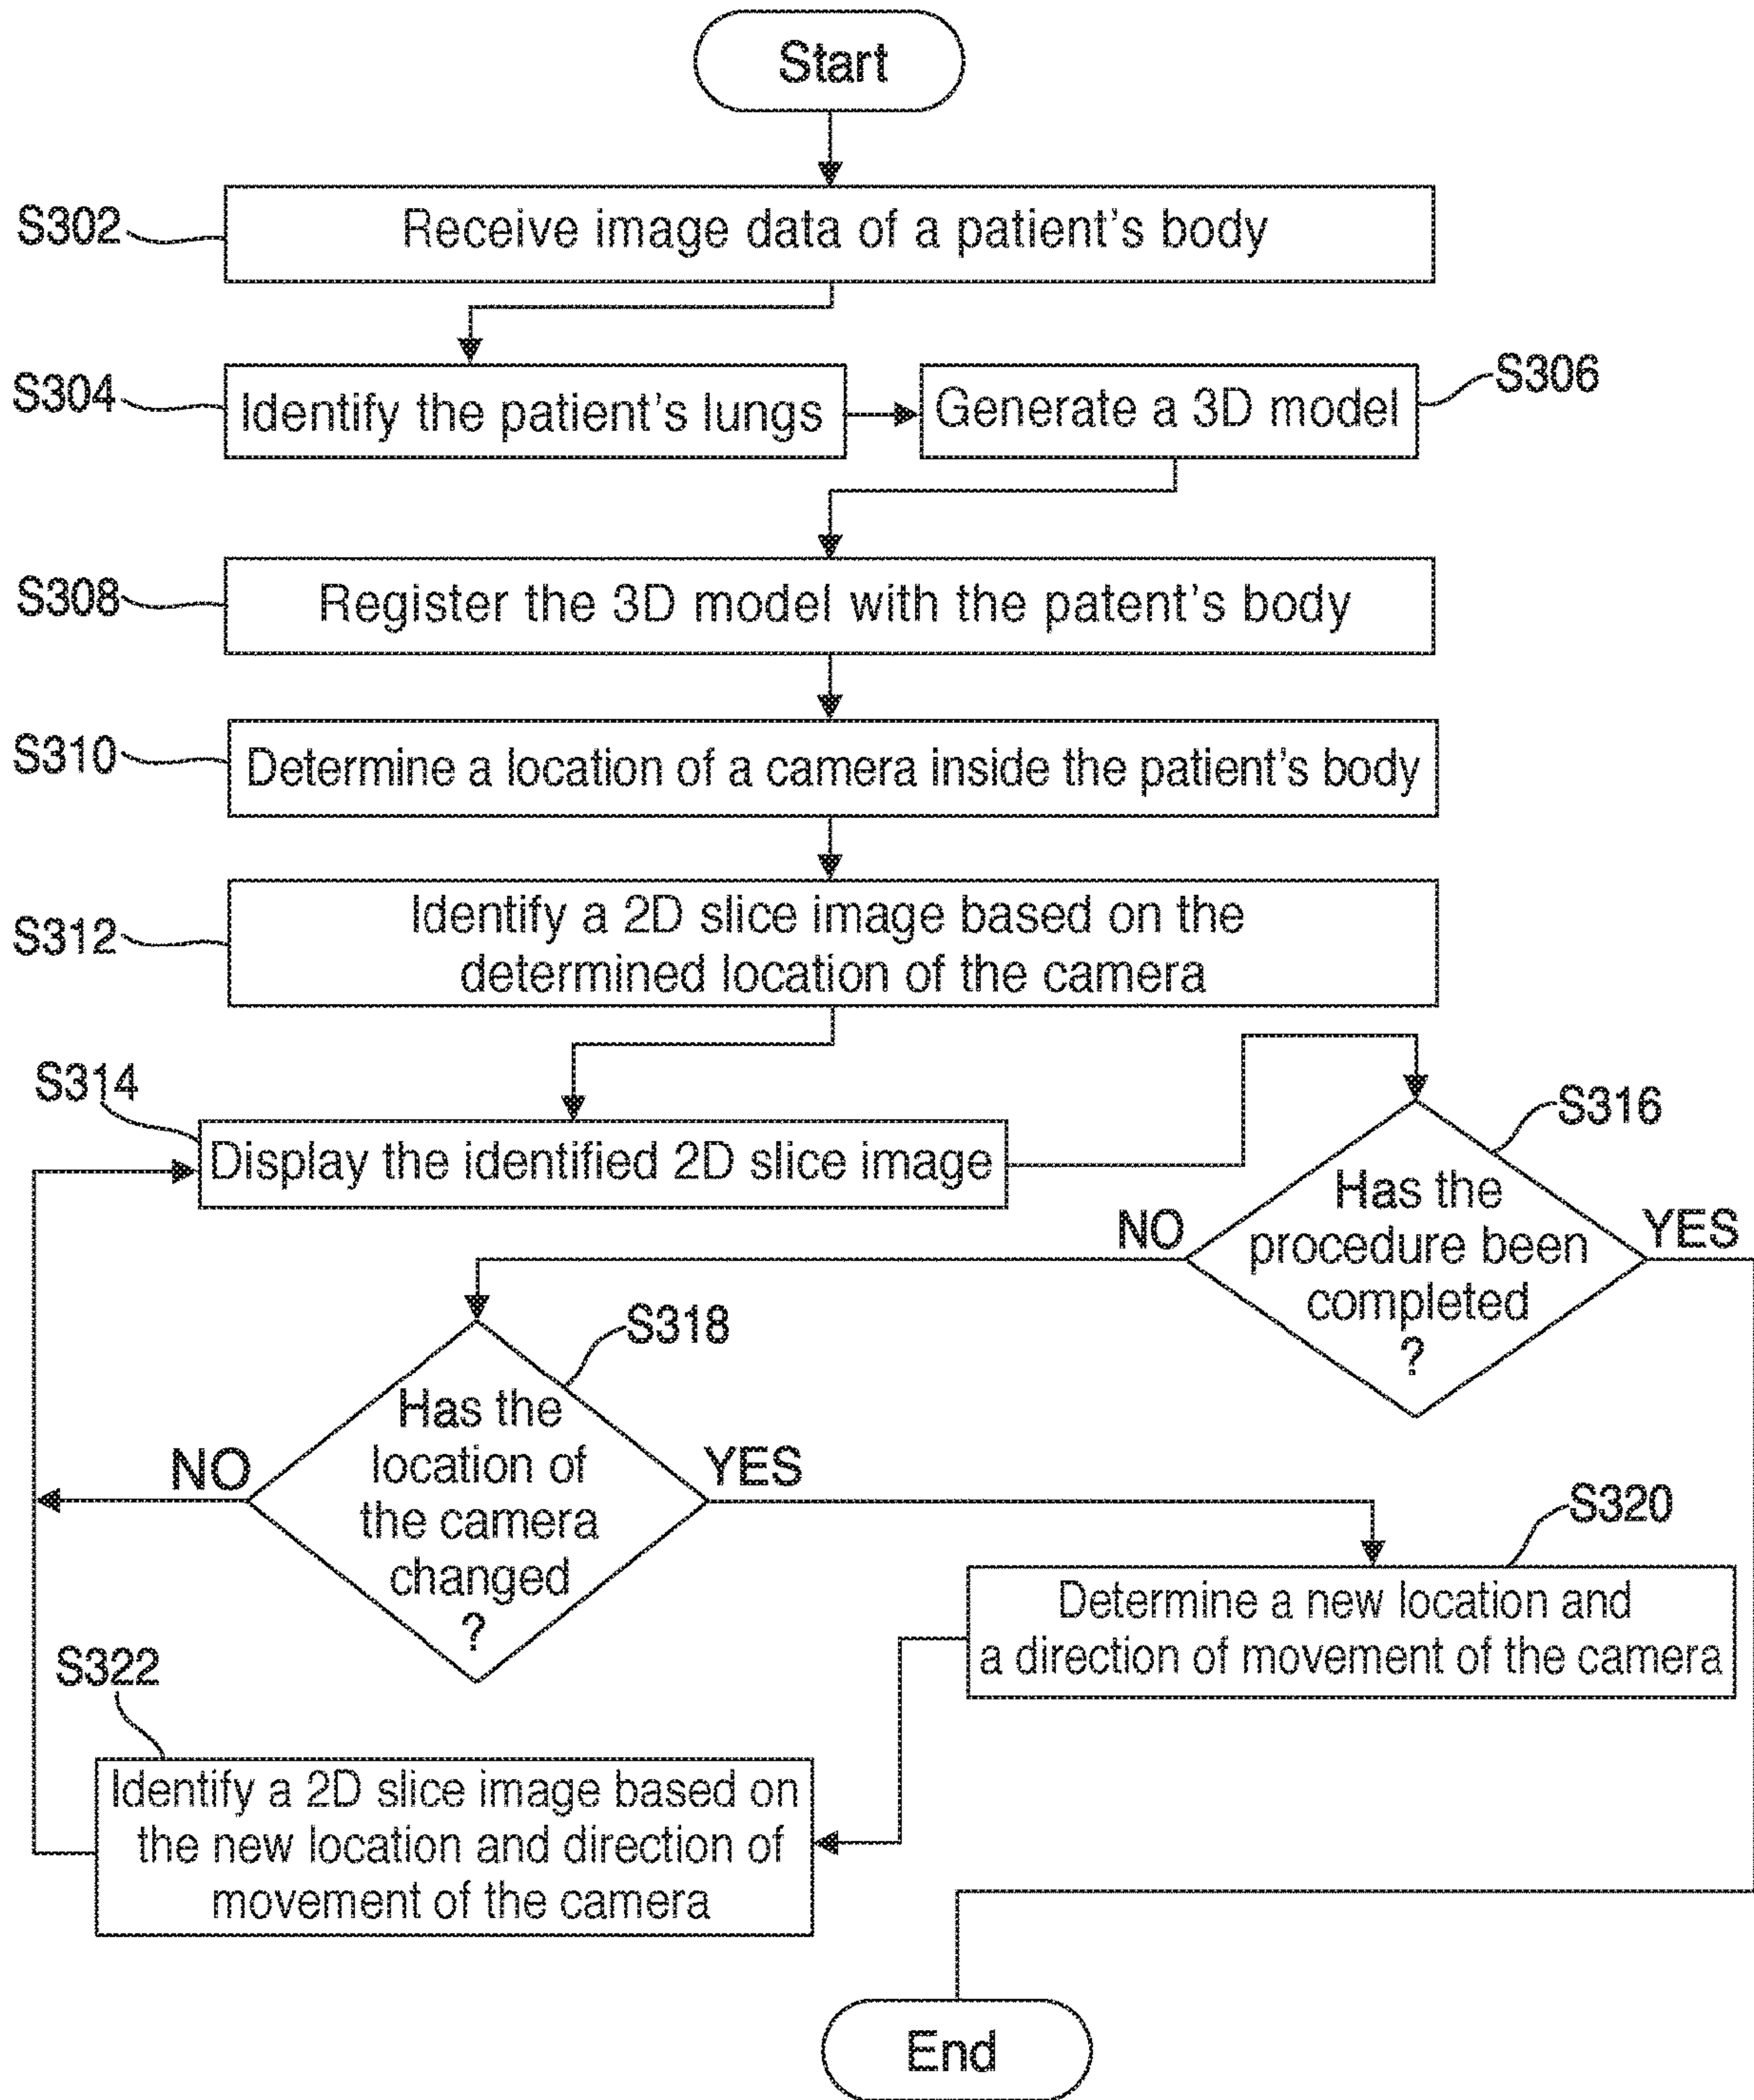 Start
S302
Receive image data of a patient's body
S304
Identify the patient's lungs
Generate a 3D model
S306
S308
Register the 3D model with the patent's body
S310
Determine a location of a camera inside the patient's body
S312
Identify a 2D slice image based on the
determined location of the camera
S314
Display the identified 2D slice image
S316
Has the
procedure been
completed
?
NO
YES
S318
Has the
location of
the camera
changed
?
NO
YES
S320
Determine a new location and
a direction of movement of the camera
S322
Identify a 2D slice image based on
the new location and direction of
movement of the camera
End